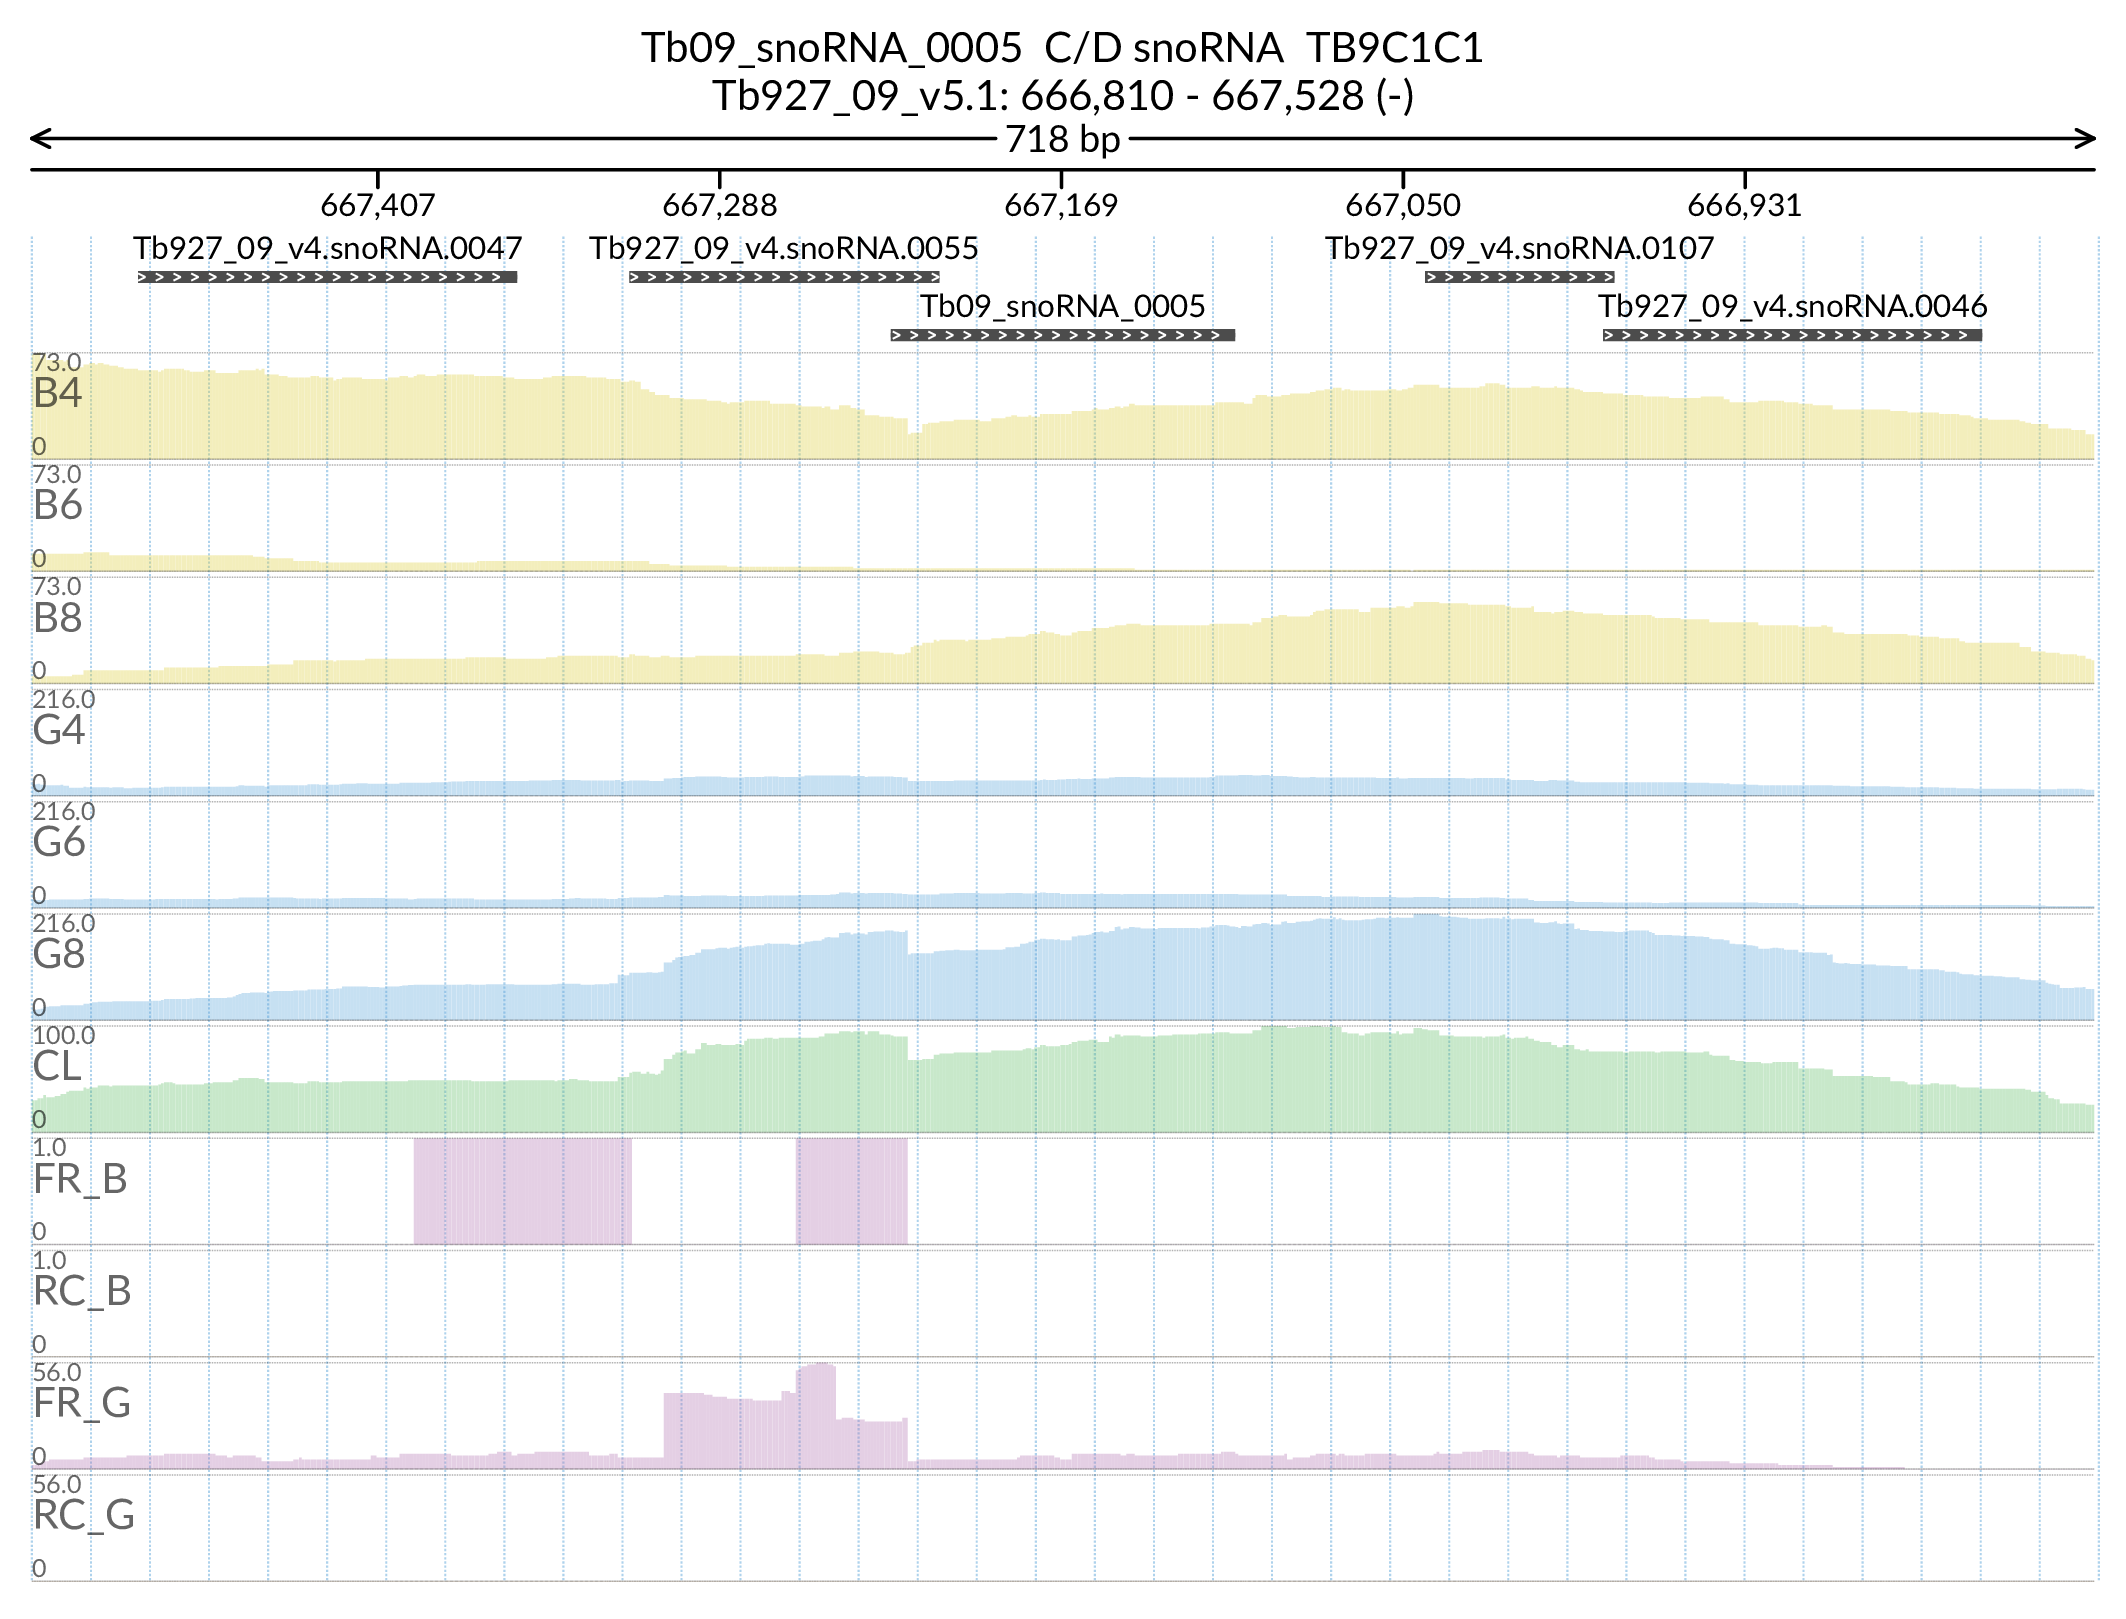 Tb09_snoRNA_0005 C/D snoRNA TB9C1C1
Tb927_09_v5.1: 666,810 - 667,528 (-)
718 bp
667,407 667,288 667,169 667,050 666,931
Tb927_09_v4.snoRNA.0047 Tb927_09_v4.snoRNA.0055 Tb927_09_v4.snoRNA.0107
Tb09_snoRNA_0005 Tb927_09_v4.snoRNA.0046
73.0
B4
0
73.0
B6
0
73.0
B8
0
216.0
G4
0
216.0
G6
0
216.0
G8
0
100.0
CL
0
1.0
FR_B
0
1.0
RC_B
0
56.0
FR_G
0
56.0
RC_G
0